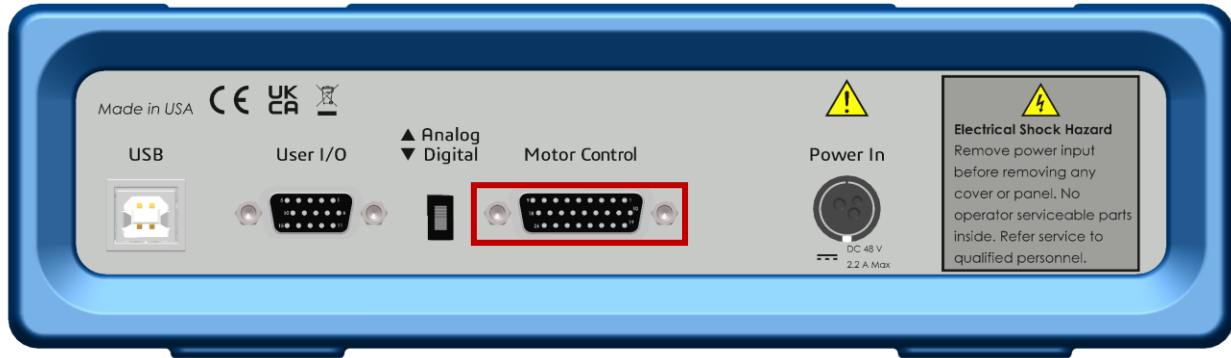 Made in USA CE UK CA
USB
User I/O
▲ Analog
▼ Digital
Motor Control
Power In
DC 48 V
2.2 A Max
Electrical Shock Hazard
Remove power input
before removing any
cover or panel. No
operator serviceable parts
inside. Refer service to
qualified personnel.